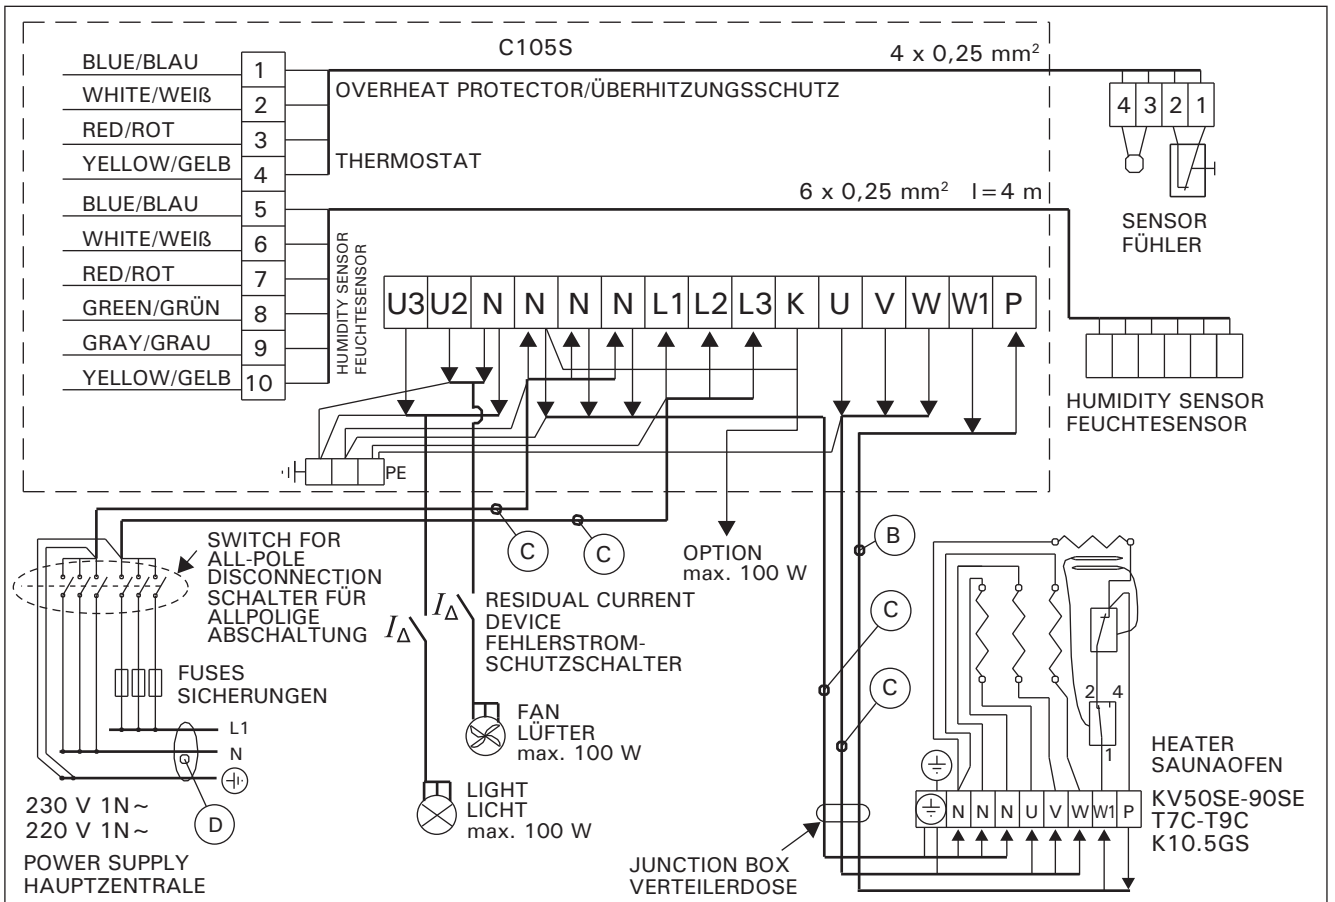 C105S
4 x 0,25 mm²
BLUE/BLAU 1
WHITE/WEIß 2
RED/ROT 3
YELLOW/GELB 4
BLUE/BLAU 5
WHITE/WEIß 6
RED/ROT 7
GREEN/GRÜN 8
GRAY/GRAU 9
YELLOW/GELB 10
OVERHEAT PROTECTOR/ÜBERHITZUNGSSCHUTZ
THERMOSTAT
4 3 2 1
SENSOR
FÜHLER
6 x 0,25 mm² l=4 m
HUMIDITY SENSOR
FEUCHTESENSOR
U3 U2 N N N N L1 L2 L3 K U V W W1 P
HUMIDITY SENSOR
FEUCHTESENSOR
PE
SWITCH FOR
ALL-POLE
DISCONNECTION
SCHALTER FÜR
ALLPOLIGE
ABSCHALTUNG
C
C
OPTION
max. 100 W
B
C
C
IΔ
IΔ
RESIDUAL CURRENT
DEVICE
FEHLERSTROM-
SCHUTZSCHALTER
FUSES
SICHERUNGEN
L1
N
D
230 V 1N~
220 V 1N~
POWER SUPPLY
HAUPTZENTRALE
FAN
LÜFTER
max. 100 W
LIGHT
LICHT
max. 100 W
JUNCTION BOX
VERTEILERDOSE
2 4
1
N N N U V W W1 P
HEATER
SAUNAOFEN
KV50SE-90SE
T7C-T9C
K10.5GS